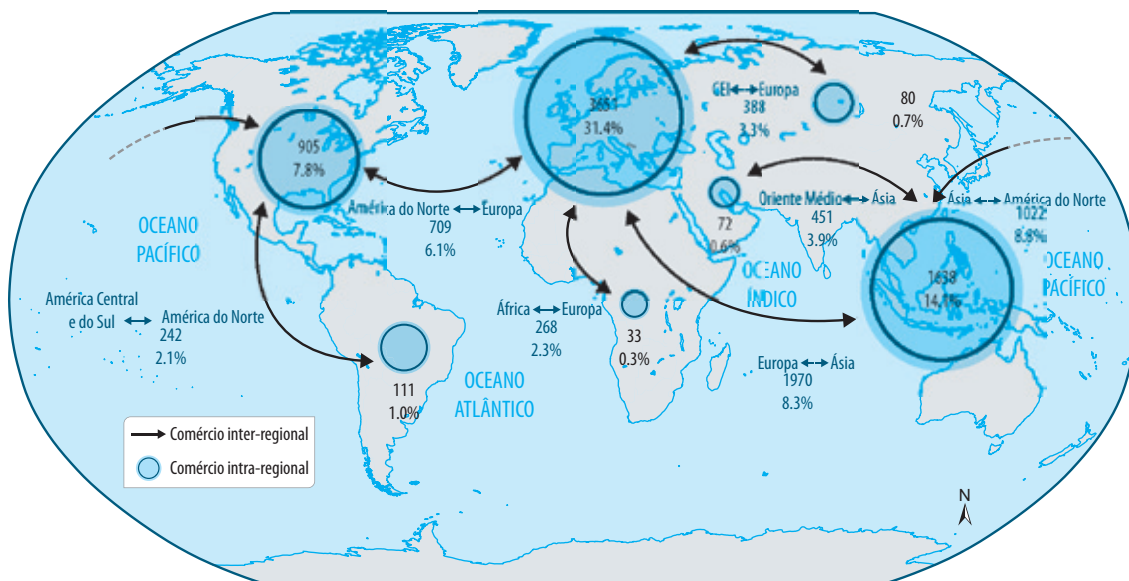 3651
31.4%
CEI Europa
388
3.3%
80
0.7%
905
7.8%
América do Norte Europa
709
6.1%
OCEANO
PACÍFICO
72
0.6%
Oriente Médio Ásia
451
3.9%
Ásia América do Norte
1022
8.8%
OCEANO
ÍNDICO
OCEANO
PACÍFICO
1638
14.1%
América Central
e do Sul América do Norte
242
2.1%
África Europa
268
2.3%
33
0.3%
Europa Ásia
1970
8.3%
111
1.0%
OCEANO
ATLÂNTICO
Comércio inter-regional
Comércio intra-regional
N